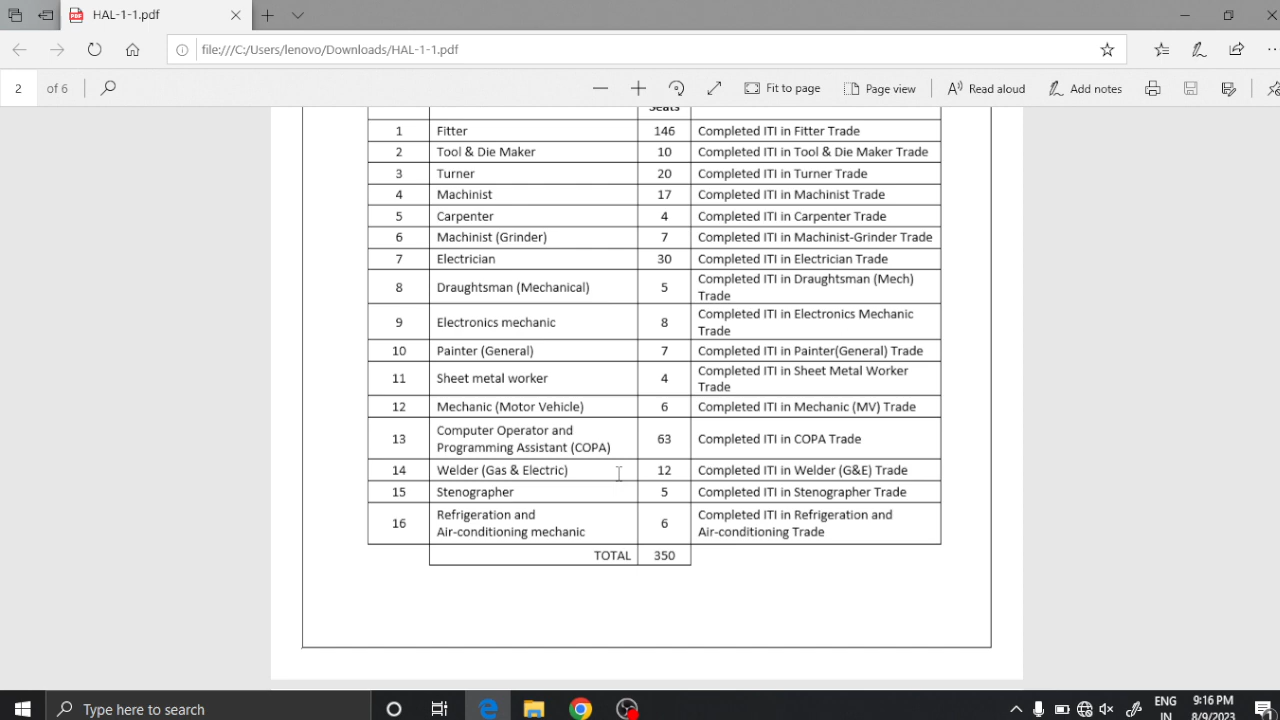 HAL-1-1.pdf
file:///C:/Users/lenovo/Downloads/HAL-1-1.pdf
2 of 6 Fit to page Page view Read aloud Add notes
Seats
1 Fitter 146 Completed ITI in Fitter Trade
2 Tool & Die Maker 10 Completed ITI in Tool & Die Maker Trade
3 Turner 20 Completed ITI in Turner Trade
4 Machinist 17 Completed ITI in Machinist Trade
5 Carpenter 4 Completed ITI in Carpenter Trade
6 Machinist (Grinder) 7 Completed ITI in Machinist-Grinder Trade
7 Electrician 30 Completed ITI in Electrician Trade
8 Draughtsman (Mechanical) 5 Completed ITI in Draughtsman (Mech)
Trade
9 Electronics mechanic 8 Completed ITI in Electronics Mechanic
Trade
10 Painter (General) 7 Completed ITI in Painter(General) Trade
11 Sheet metal worker 4 Completed ITI in Sheet Metal Worker
Trade
12 Mechanic (Motor Vehicle) 6 Completed ITI in Mechanic (MV) Trade
13 Computer Operator and
Programming Assistant (COPA) 63 Completed ITI in COPA Trade
14 Welder (Gas & Electric) 12 Completed ITI in Welder (G&E) Trade
15 Stenographer 5 Completed ITI in Stenographer Trade
16 Refrigeration and
Air-conditioning mechanic 6 Completed ITI in Refrigeration and
Air-conditioning Trade
TOTAL 350
Type here to search
ENG
IN
9:16 PM
8/9/2023